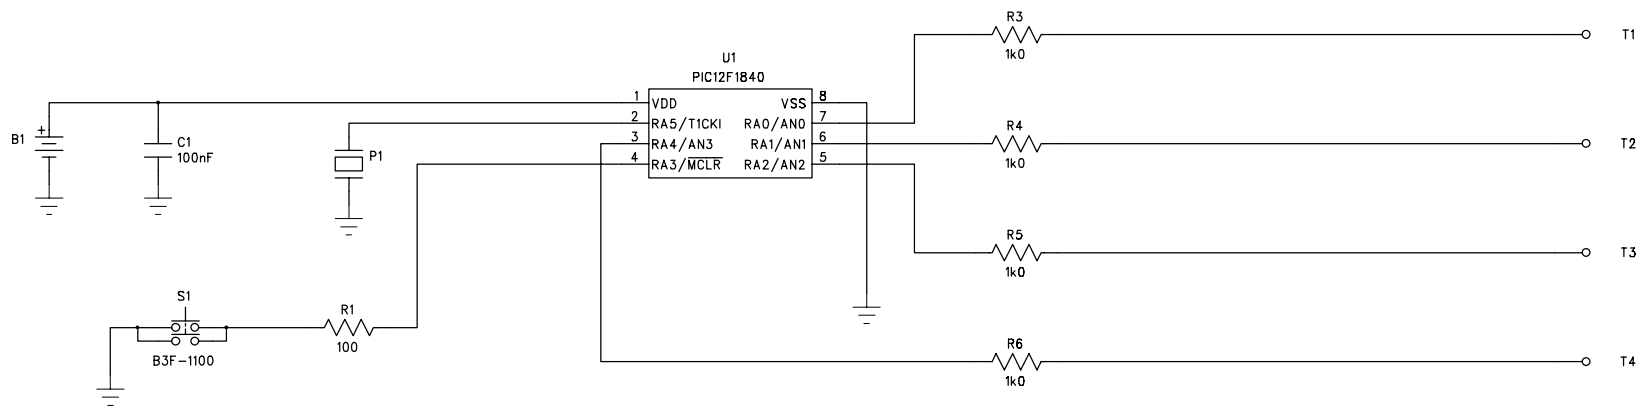 R3
1k0
T1
U1
PIC12F1840
1 VDD VSS 8
2 RA5/T1CKI RA0/AN0 7
3 RA4/AN3 RA1/AN1 6
4 RA3/MCLR RA2/AN2 5
B1
+
C1
100nF
P1
R4
1k0
T2
R5
1k0
T3
S1
B3F-1100
R1
100
R6
1k0
T4